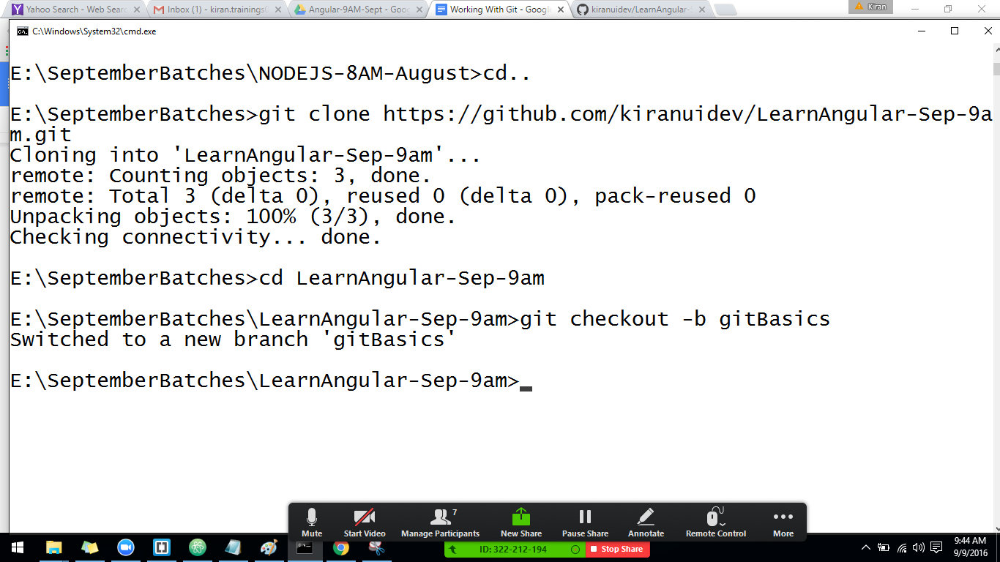 Yahoo Search - Web Sear
Inbox (1) - kiran.trainings
Angular-9AM-Sept - Goo
Working With Git - Google
kiranuidev/LearnAngular-
Kiran
C:\Windows\System32\cmd.exe
E:\SeptemberBatches\NODEJS-8AM-August>cd..
E:\SeptemberBatches>git clone https://github.com/kiranuidev/LearnAngular-Sep-9a
m.git
Cloning into 'LearnAngular-Sep-9am'...
remote: Counting objects: 3, done.
remote: Total 3 (delta 0), reused 0 (delta 0), pack-reused 0
Unpacking objects: 100% (3/3), done.
Checking connectivity... done.
E:\SeptemberBatches>cd LearnAngular-Sep-9am
E:\SeptemberBatches\LearnAngular-Sep-9am>git checkout -b gitBasics
Switched to a new branch 'gitBasics'
E:\SeptemberBatches\LearnAngular-Sep-9am>
7
Mute
Start Video
Manage Participants
New Share
Pause Share
Annotate
Remote Control
More
ID: 322-212-194
Stop Share
9:44 AM
9/9/2016